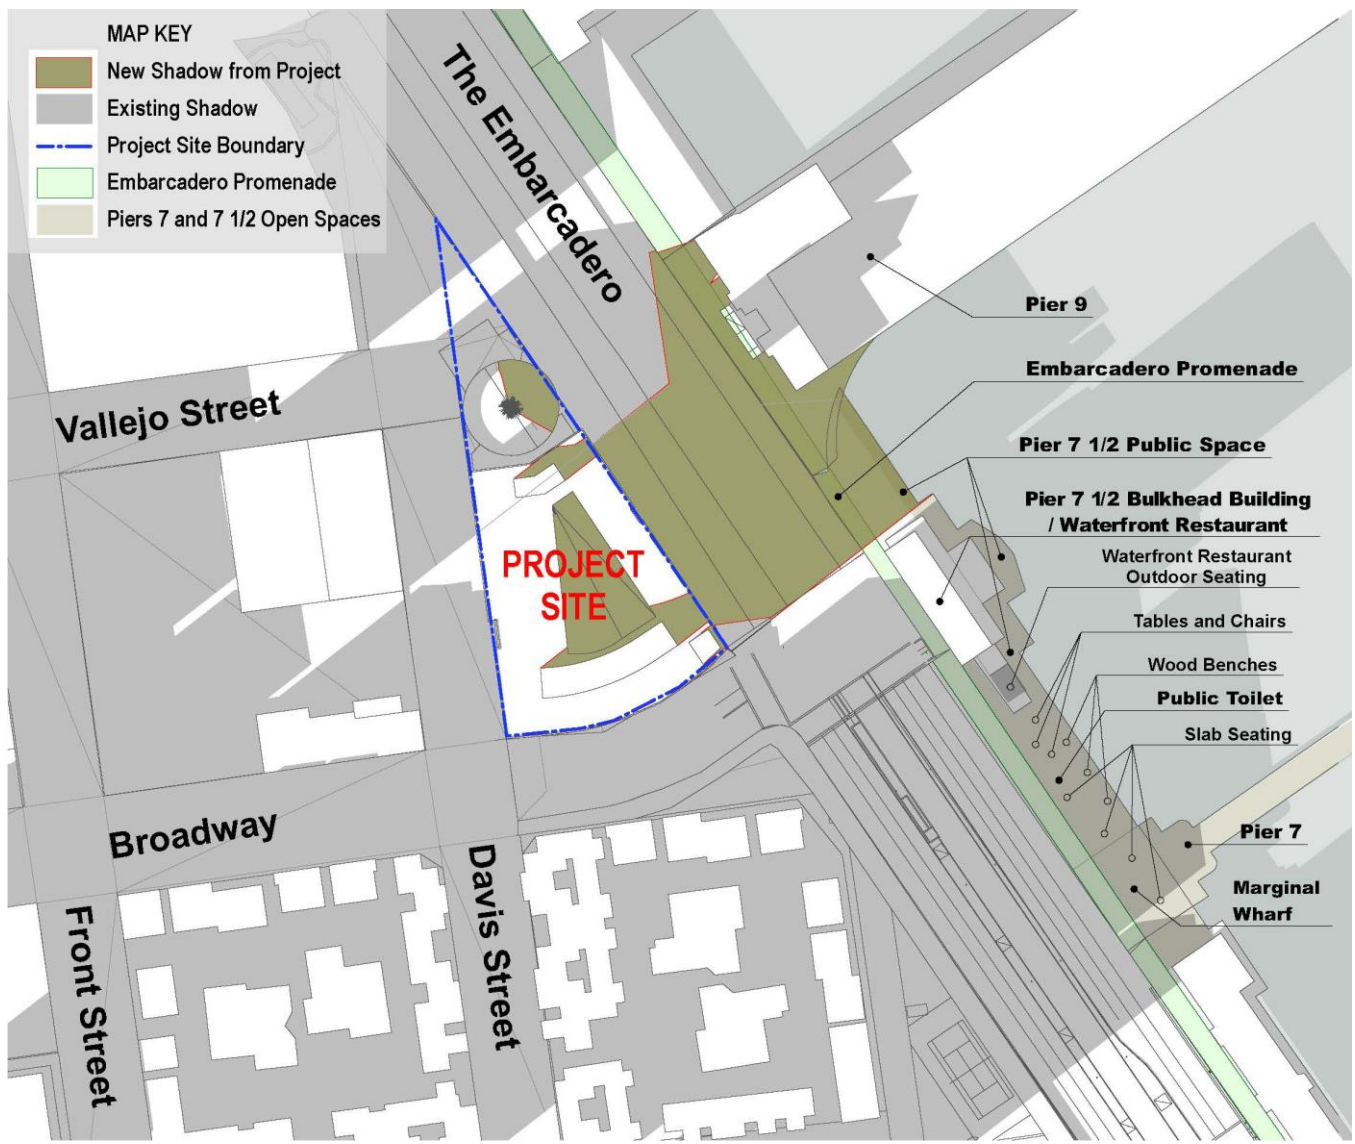 MAP KEY
New Shadow from Project
Existing Shadow
Project Site Boundary
Embarcadero Promenade
Piers 7 and 7 1/2 Open Spaces
The Embarcadero
Vallejo Street
PROJECT
SITE
Broadway
Front Street
Davis Street
Pier 9
Embarcadero Promenade
Pier 7 1/2 Public Space
Pier 7 1/2 Bulkhead Building
/ Waterfront Restaurant
Waterfront Restaurant
Outdoor Seating
Tables and Chairs
Wood Benches
Public Toilet
Slab Seating
Pier 7
Marginal
Wharf